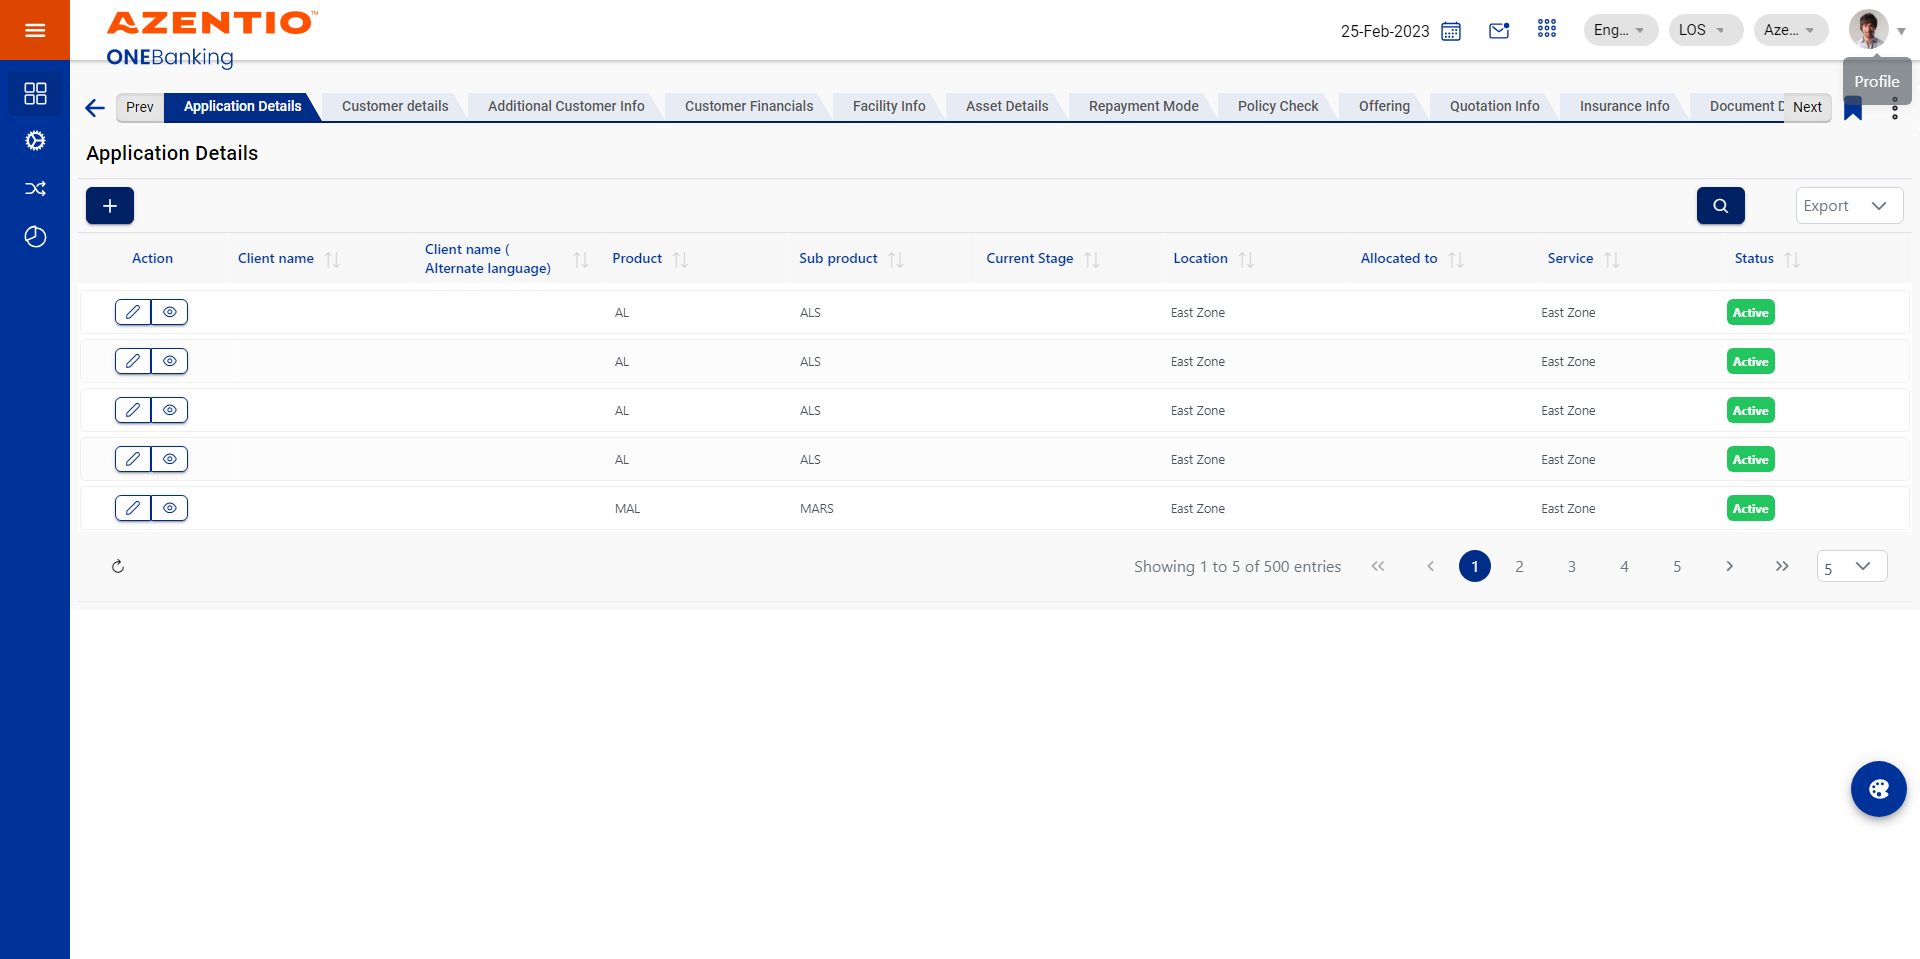 AZENTIO™
ONEBanking
25-Feb-2023
Eng...
LOS
Aze...
Profile
Prev
Application Details
Customer details
Additional Customer Info
Customer Financials
Facility Info
Asset Details
Repayment Mode
Policy Check
Offering
Quotation Info
Insurance Info
Document D
Next
Application Details
Export
Action
Client name
Client name (
Alternate language)
Product
Sub product
Current Stage
Location
Allocated to
Service
Status
AL ALS East Zone East Zone Active
AL ALS East Zone East Zone Active
AL ALS East Zone East Zone Active
AL ALS East Zone East Zone Active
MAL MARS East Zone East Zone Active
Showing 1 to 5 of 500 entries
1 2 3 4 5
5